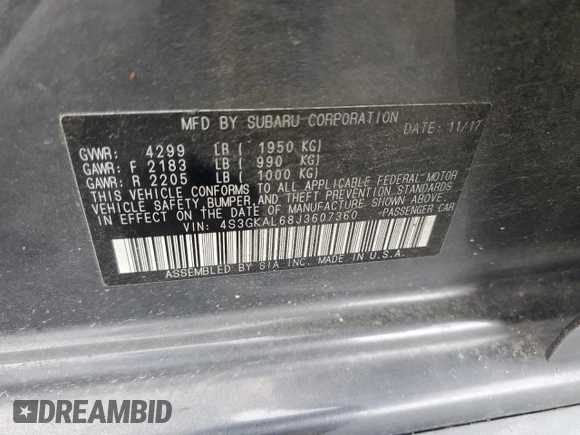 MFD BY SUBARU CORPORATION DATE: 11/17
GVWR: 4299 LB ( 1950 KG)
GAWR: F 2183 LB ( 990 KG)
GAWR: R 2205 LB ( 1000 KG)
THIS VEHICLE CONFORMS TO ALL APPLICABLE FEDERAL MOTOR
VEHICLE SAFETY, BUMPER, AND THEFT PREVENTION STANDARDS
IN EFFECT ON THE DATE OF MANUFACTURE SHOWN ABOVE.
VIN: 4S3GKAL68J3607360 -PASSENGER CAR
ASSEMBLED BY SIA INC. MADE IN U.S.A.
DREAMBID